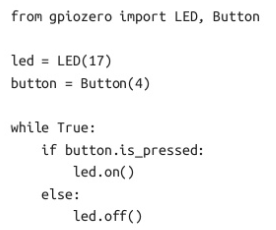 from gpiozero import LED, Button

led = LED(17)
button = Button(4)

while True:
    if button.is_pressed:
        led.on()
    else:
        led.off()